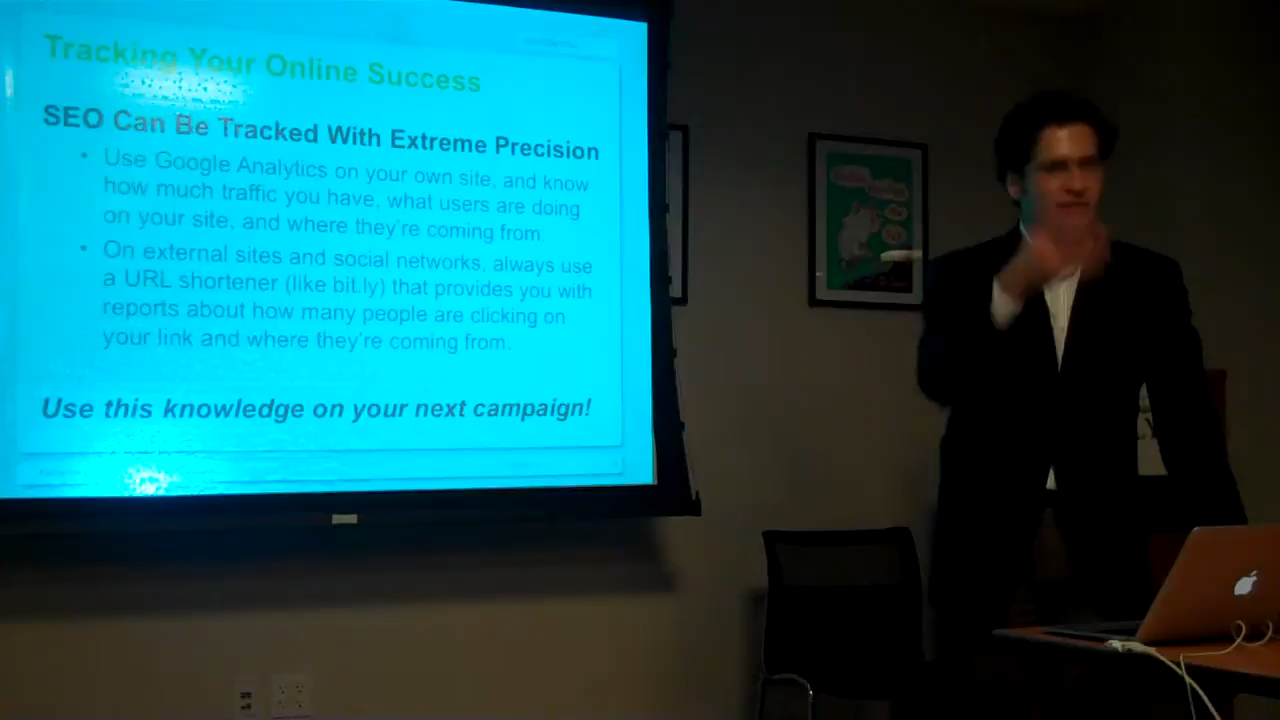 Tracking Your Online Success
SEO Can Be Tracked With Extreme Precision
• Use Google Analytics on your own site, and know
how much traffic you have, what users are doing
on your site, and where they're coming from.
• On external sites and social networks, always use
a URL shortener (like bit.ly) that provides you with
reports about how many people are clicking on
your link and where they're coming from.
Use this knowledge on your next campaign!